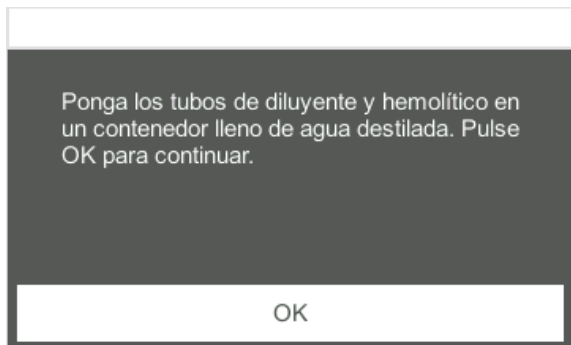 Ponga los tubos de diluyente y hemolítico en
un contenedor lleno de agua destilada. Pulse
OK para continuar.
OK